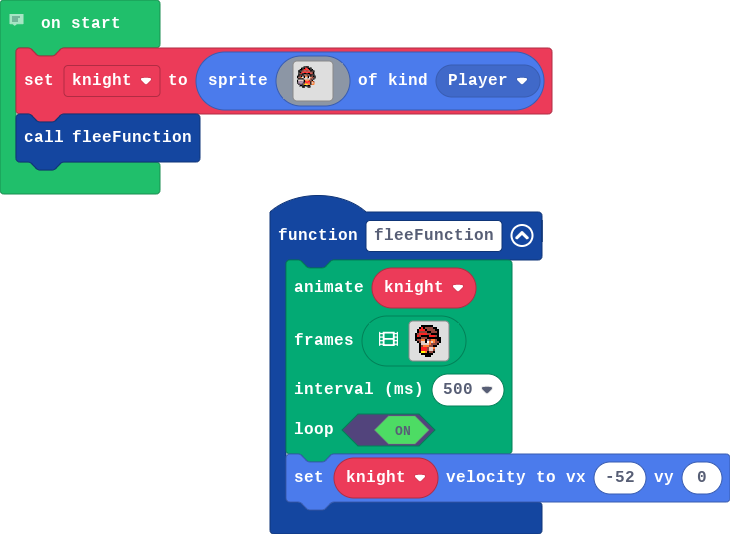 on start
set knight to sprite of kind Player
call fleeFunction
function fleeFunction
animate knight
frames
interval (ms) 500
loop ON
set knight velocity to vx -52 vy 0